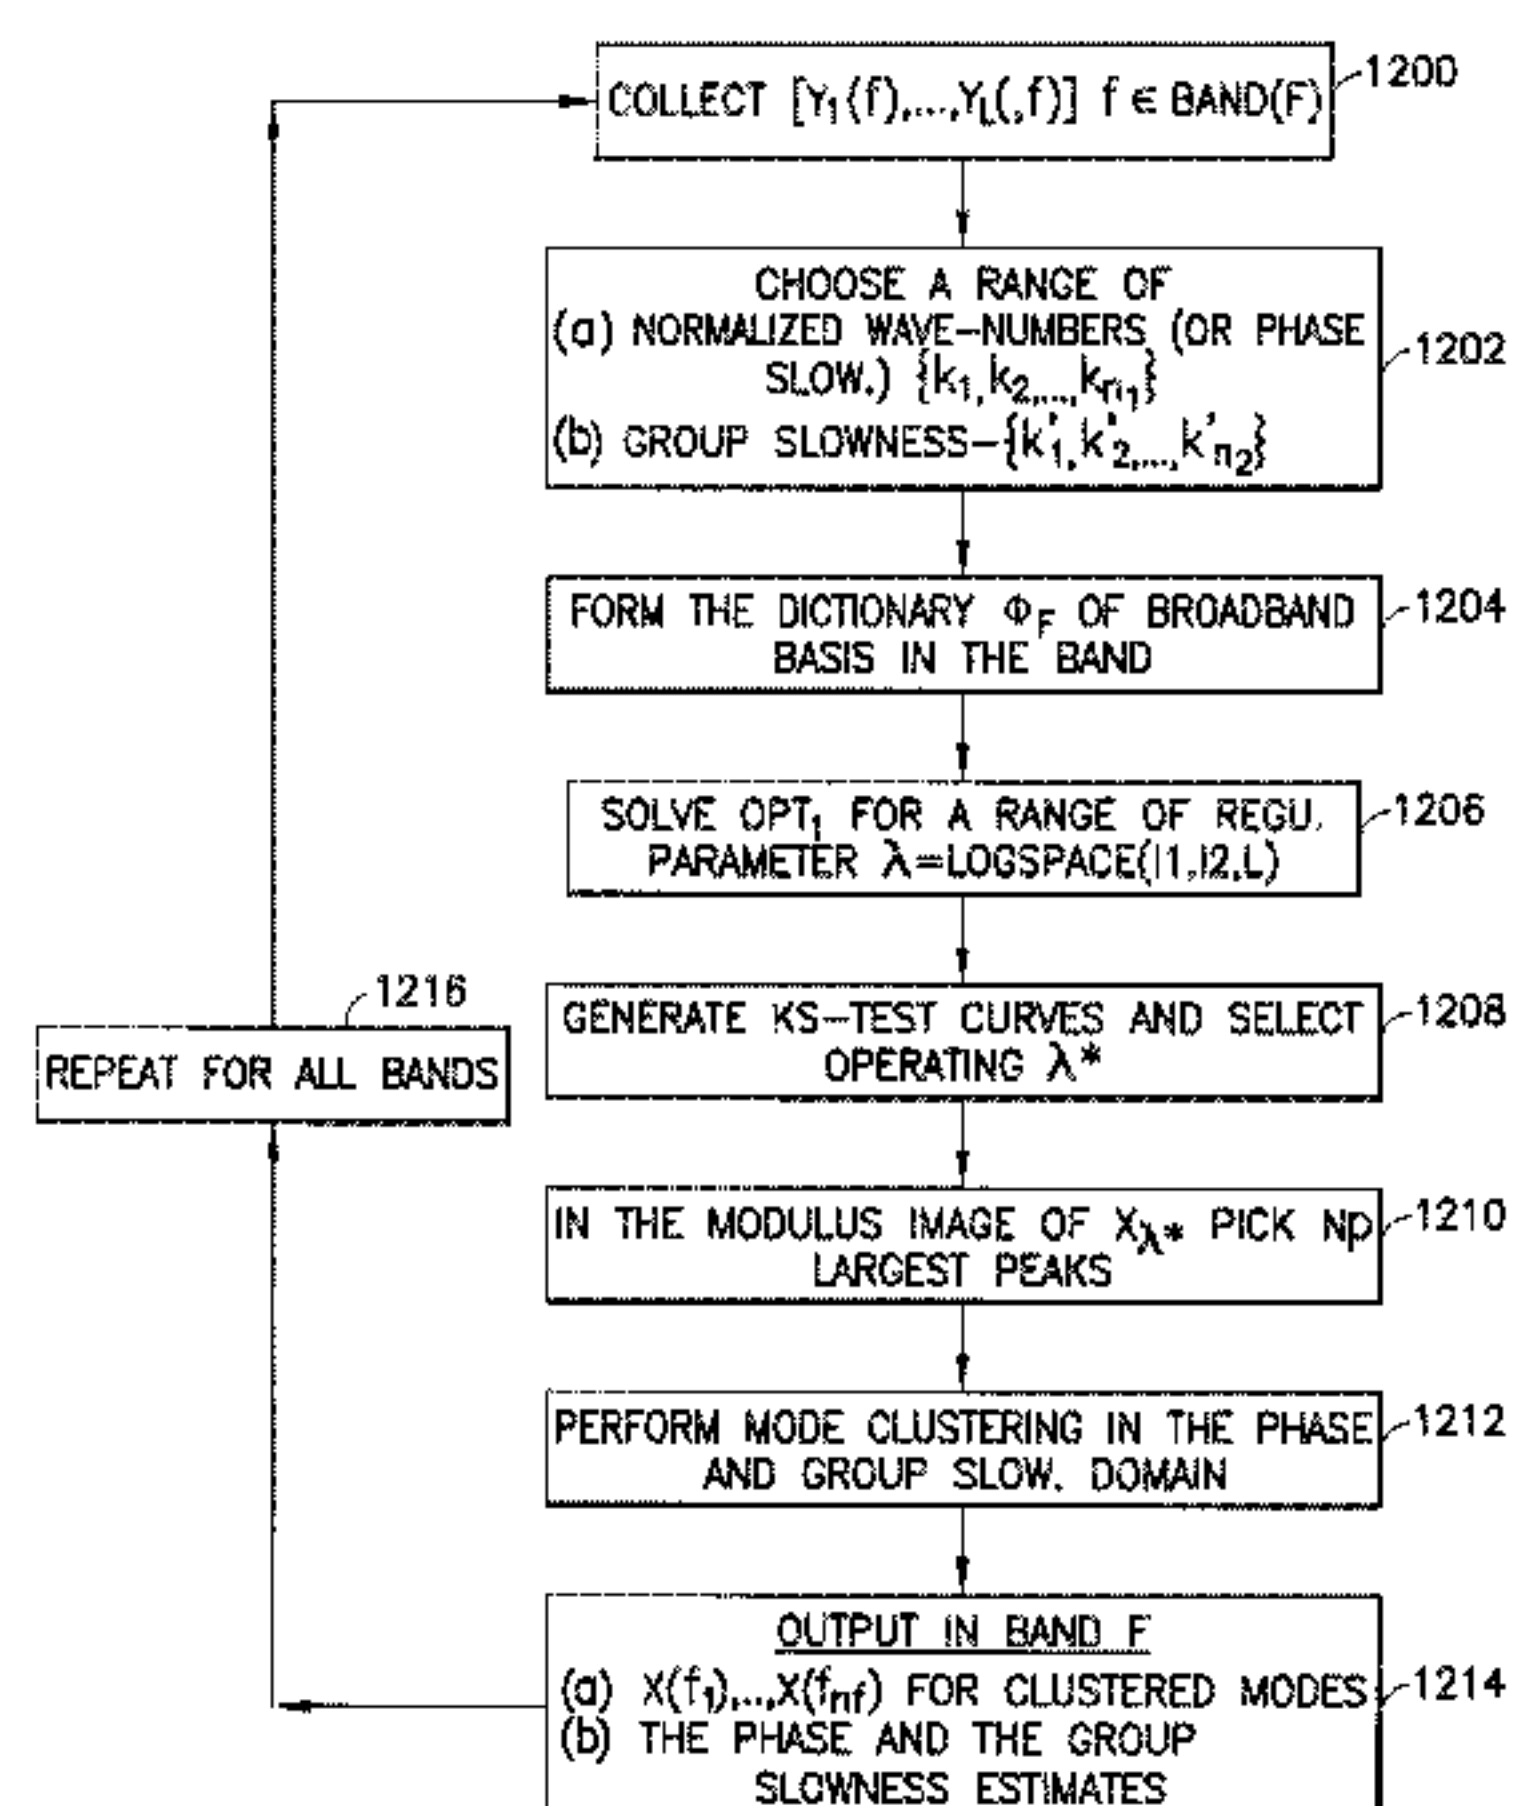 COLLECT [Y₁(f),...,Y_L(,f)] f ∈ BAND(F)
1200
CHOOSE A RANGE OF
(a) NORMALIZED WAVE-NUMBERS (OR PHASE
SLOW.) {k₁,k₂,...,kₙ₁}
(b) GROUP SLOWNESS-{k'₁,k'₂,...,k'ₙ₂}
1202
FORM THE DICTIONARY Φ_F OF BROADBAND
BASIS IN THE BAND
1204
SOLVE OPT₁ FOR A RANGE OF REGU.
PARAMETER λ=LOGSPACE(l1,l2,L)
1206
GENERATE KS-TEST CURVES AND SELECT
OPERATING λ*
1208
1216
REPEAT FOR ALL BANDS
IN THE MODULUS IMAGE OF X_λ* PICK Np
LARGEST PEAKS
1210
PERFORM MODE CLUSTERING IN THE PHASE
AND GROUP SLOW. DOMAIN
1212
OUTPUT IN BAND F
(a) X(f₁),...,X(f_nf) FOR CLUSTERED MODES
(b) THE PHASE AND THE GROUP
SLOWNESS ESTIMATES
1214